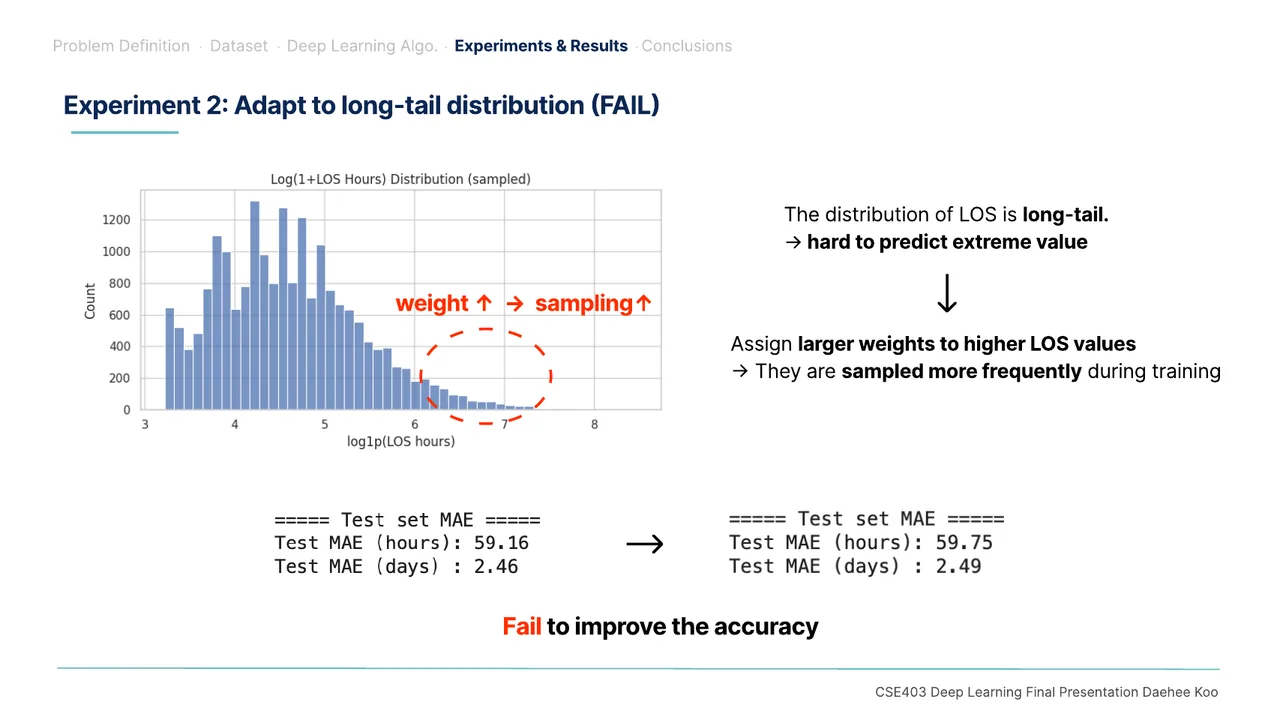 Problem Definition · Dataset · Deep Learning Algo. · Experiments & Results · Conclusions
Experiment 2: Adapt to long-tail distribution (FAIL)
Log(1+LOS Hours) Distribution (sampled)
Count
1200
1000
800
600
400
200
0
3 4 5 6 7 8
log1p(LOS hours)
weight ↑ → sampling↑
The distribution of LOS is long-tail.
→ hard to predict extreme value
Assign larger weights to higher LOS values
→ They are sampled more frequently during training
===== Test set MAE =====
Test MAE (hours): 59.16
Test MAE (days) : 2.46
→
===== Test set MAE =====
Test MAE (hours): 59.75
Test MAE (days) : 2.49
Fail to improve the accuracy
CSE403 Deep Learning Final Presentation Daehee Koo